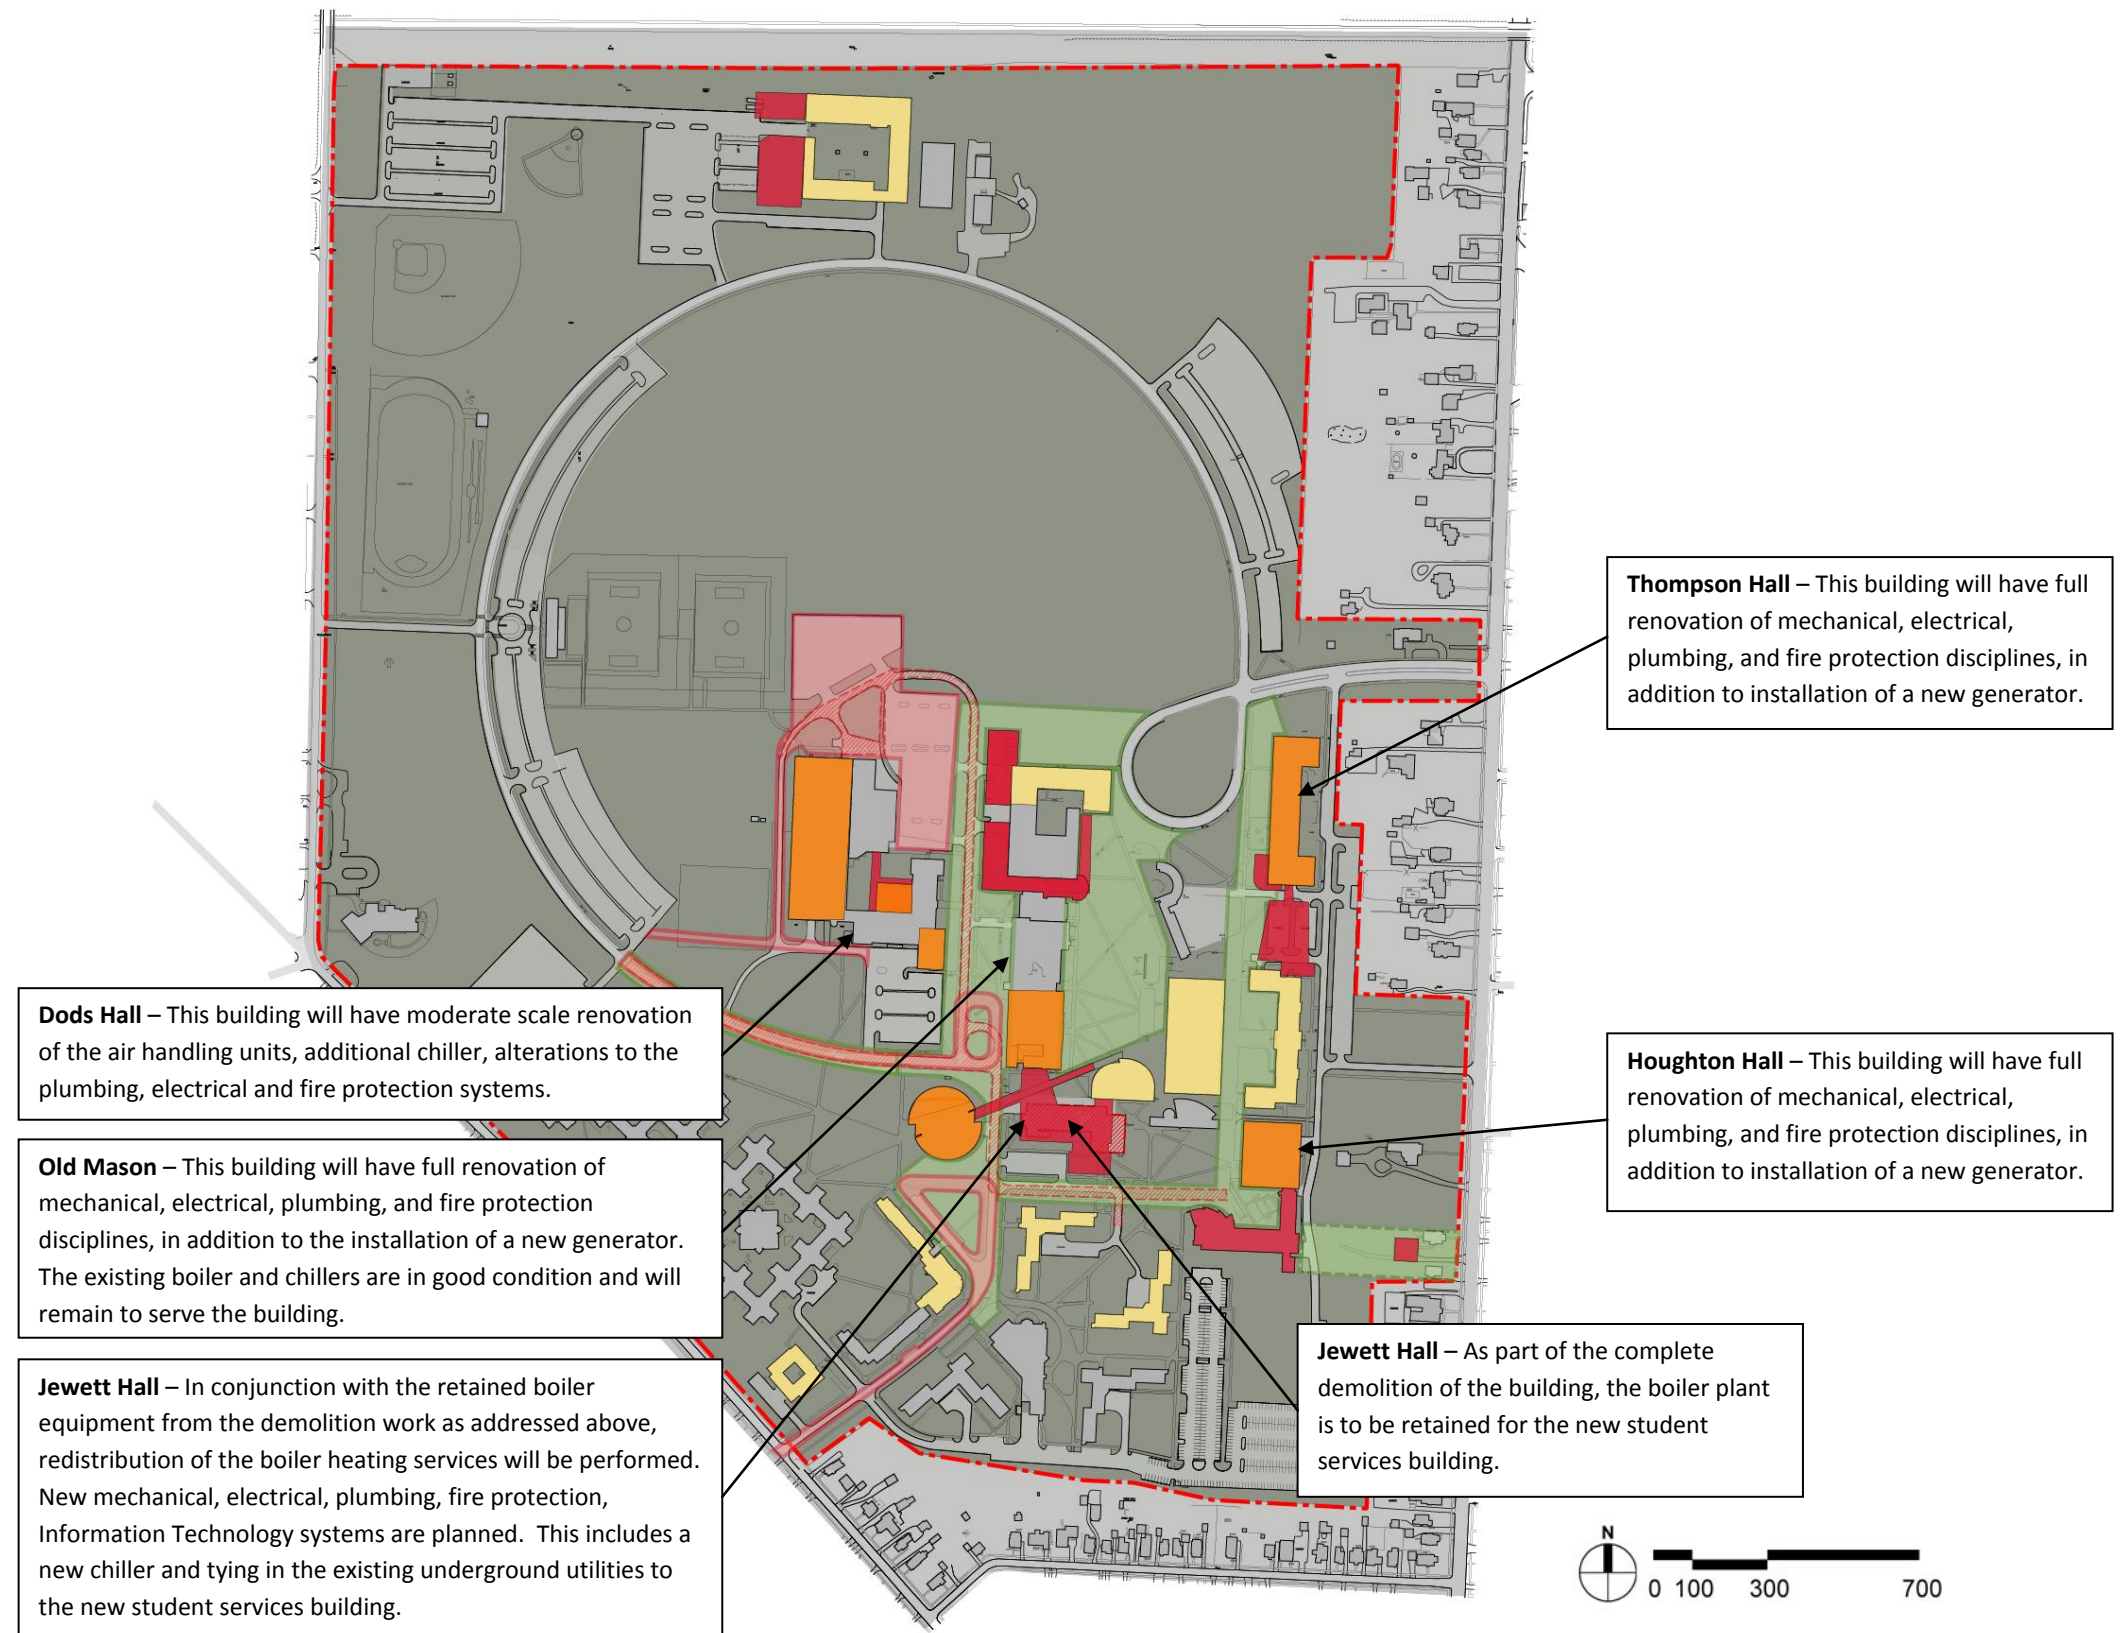 Thompson Hall – This building will have full
renovation of mechanical, electrical,
plumbing, and fire protection disciplines, in
addition to installation of a new generator.
Dods Hall – This building will have moderate scale renovation
of the air handling units, additional chiller, alterations to the
plumbing, electrical and fire protection systems.
Houghton Hall – This building will have full
renovation of mechanical, electrical,
plumbing, and fire protection disciplines, in
addition to installation of a new generator.
Old Mason – This building will have full renovation of
mechanical, electrical, plumbing, and fire protection
disciplines, in addition to the installation of a new generator.
The existing boiler and chillers are in good condition and will
remain to serve the building.
Jewett Hall – As part of the complete
demolition of the building, the boiler plant
is to be retained for the new student
services building.
Jewett Hall – In conjunction with the retained boiler
equipment from the demolition work as addressed above,
redistribution of the boiler heating services will be performed.
New mechanical, electrical, plumbing, fire protection,
Information Technology systems are planned.  This includes a
new chiller and tying in the existing underground utilities to
the new student services building.
N
0 100 300 700